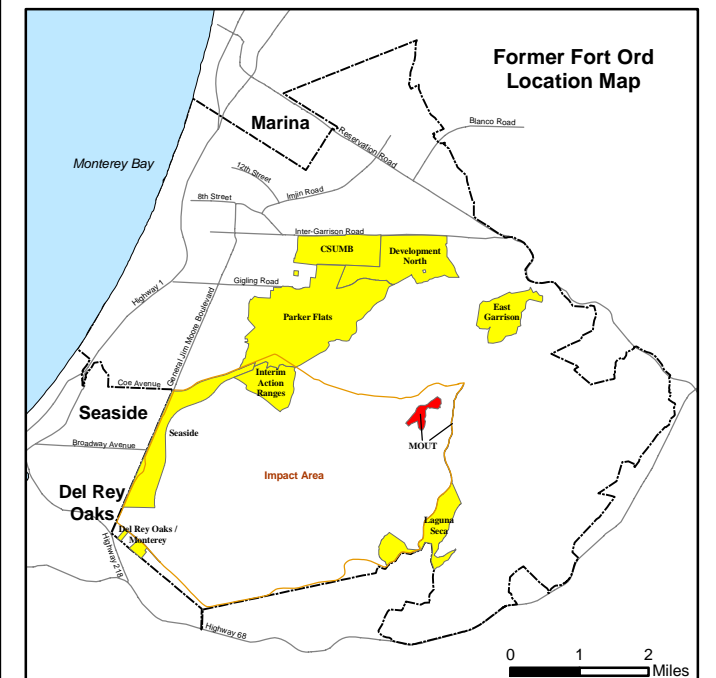 Former Fort Ord
Location Map
Marina
Blanco Road
Reservation Road
Monterey Bay
12th Street
Imjin Road
8th Street
Inter-Garrison Road
CSUMB
Development
North
Highway 1
Gigling Road
General Jim Moore Boulevard
Parker Flats
East
Garrison
Interim
Action
Ranges
Coe Avenue
Seaside
Seaside
MOUT
Broadway Avenue
Impact Area
Del Rey
Oaks
Laguna
Seca
Del Rey Oaks /
Monterey
Highway 218
Highway 68
0 1 2
Miles